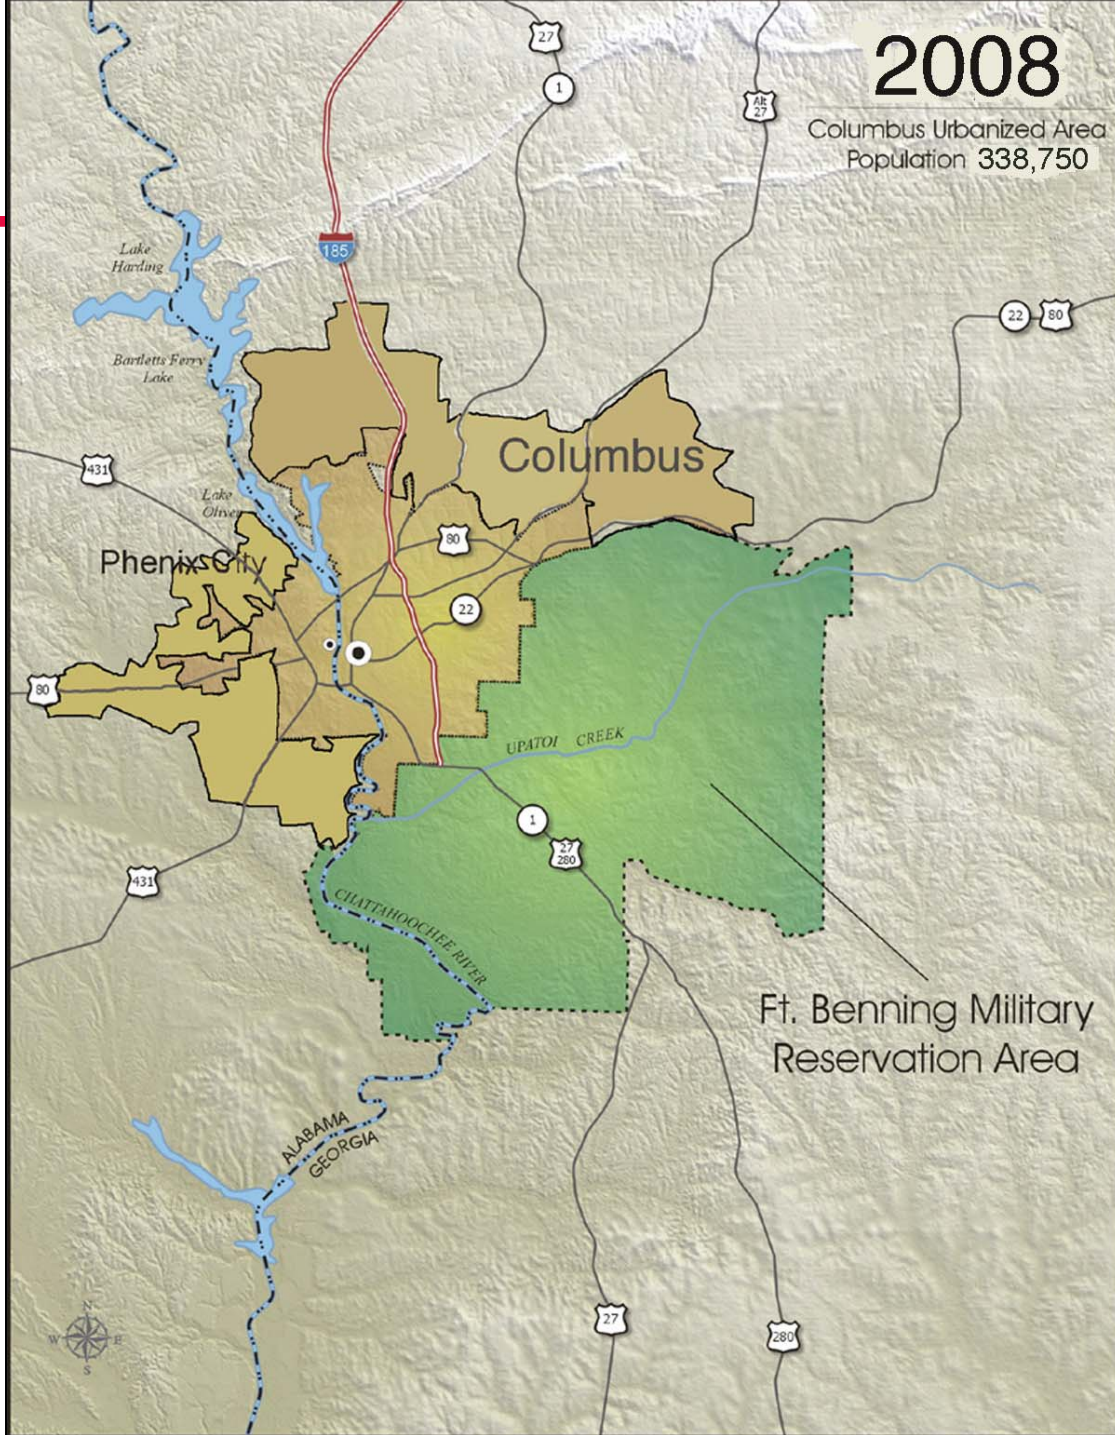 2008
Columbus Urbanized Area
Population 338,750
27
1
Alt
27
185
Lake
Harding
22
80
Bartletts Ferry
Lake
Columbus
431
Lake
Oliver
80
Phenix City
22
80
UPATOI CREEK
1
27
280
431
CHATTAHOOCHEE RIVER
Ft. Benning Military
Reservation Area
ALABAMA
GEORGIA
N
W E
S
27
280